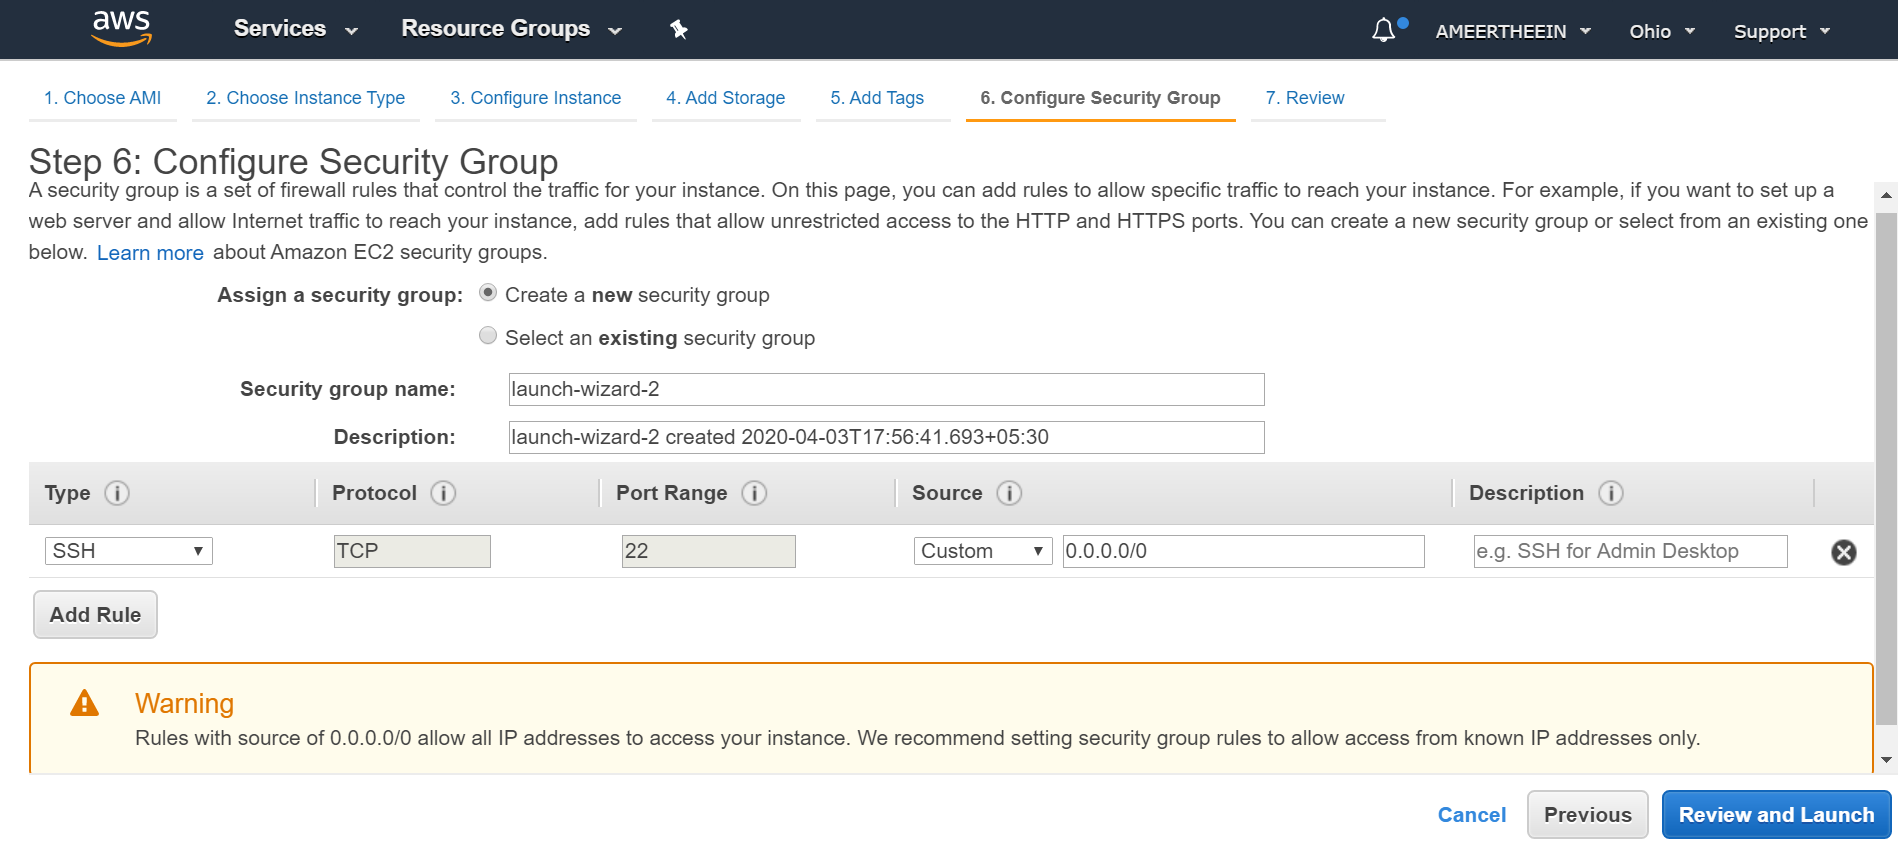 aws Services Resource Groups AMEERTHEEIN Ohio Support
1. Choose AMI 2. Choose Instance Type 3. Configure Instance 4. Add Storage 5. Add Tags 6. Configure Security Group 7. Review
Step 6: Configure Security Group
A security group is a set of firewall rules that control the traffic for your instance. On this page, you can add rules to allow specific traffic to reach your instance. For example, if you want to set up a
web server and allow Internet traffic to reach your instance, add rules that allow unrestricted access to the HTTP and HTTPS ports. You can create a new security group or select from an existing one
below. Learn more about Amazon EC2 security groups.
Assign a security group: Create a new security group
Select an existing security group
Security group name: launch-wizard-2
Description: launch-wizard-2 created 2020-04-03T17:56:41.693+05:30
Type i Protocol i Port Range i Source i Description i
SSH TCP 22 Custom 0.0.0.0/0 e.g. SSH for Admin Desktop
Add Rule
Warning
Rules with source of 0.0.0.0/0 allow all IP addresses to access your instance. We recommend setting security group rules to allow access from known IP addresses only.
Cancel Previous Review and Launch